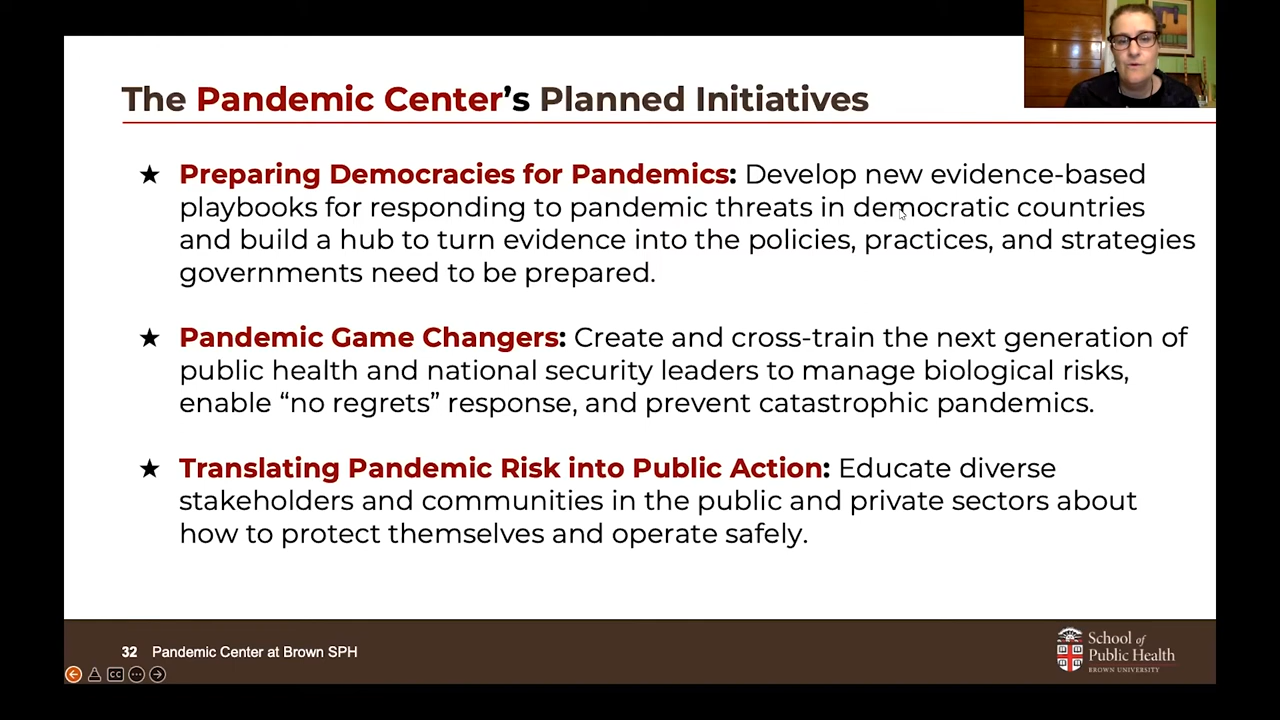 The Pandemic Center’s Planned Initiatives
★ Preparing Democracies for Pandemics: Develop new evidence-based
playbooks for responding to pandemic threats in democratic countries
and build a hub to turn evidence into the policies, practices, and strategies
governments need to be prepared.
★ Pandemic Game Changers: Create and cross-train the next generation of
public health and national security leaders to manage biological risks,
enable “no regrets” response, and prevent catastrophic pandemics.
★ Translating Pandemic Risk into Public Action: Educate diverse
stakeholders and communities in the public and private sectors about
how to protect themselves and operate safely.
32 Pandemic Center at Brown SPH
School of
Public Health
BROWN UNIVERSITY
CC